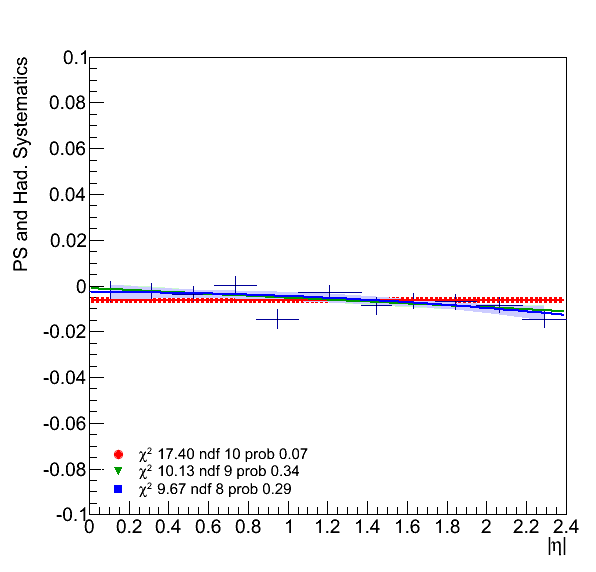 PS and Had. Systematics
0.1
0.08
0.06
0.04
0.02
0
-0.02
-0.04
-0.06
-0.08
-0.1
χ² 17.40 ndf 10 prob 0.07
χ² 10.13 ndf 9 prob 0.34
χ² 9.67 ndf 8 prob 0.29
0 0.2 0.4 0.6 0.8 1 1.2 1.4 1.6 1.8 2 2.2 2.4
|η|